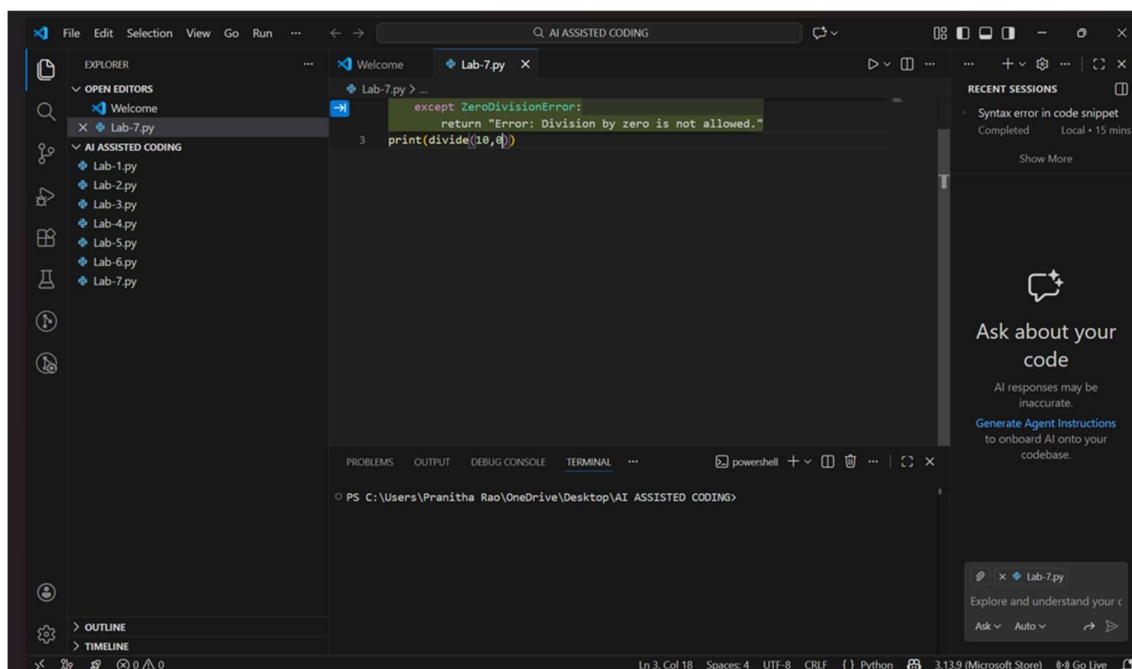 File Edit Selection View Go Run ...
AI ASSISTED CODING
EXPLORER ...
OPEN EDITORS
Welcome
Lab-7.py
AI ASSISTED CODING
Lab-1.py
Lab-2.py
Lab-3.py
Lab-4.py
Lab-5.py
Lab-6.py
Lab-7.py
OUTLINE
TIMELINE
Welcome Lab-7.py
Lab-7.py > ...
except ZeroDivisionError:
return "Error: Division by zero is not allowed."
3 print(divide(10,0))
PROBLEMS OUTPUT DEBUG CONSOLE TERMINAL ... powershell
PS C:\Users\Pranitha Rao\OneDrive\Desktop\AI ASSISTED CODING>
RECENT SESSIONS
Syntax error in code snippet
Completed Local • 15 mins
Show More
Ask about your
code
AI responses may be
inaccurate.
Generate Agent Instructions
to onboard AI onto your
codebase.
Lab-7.py
Explore and understand your c
Ask Auto
0 0 Ln 3, Col 18 Spaces: 4 UTF-8 CRLF { } Python 3.13.9 (Microsoft Store) Go Live